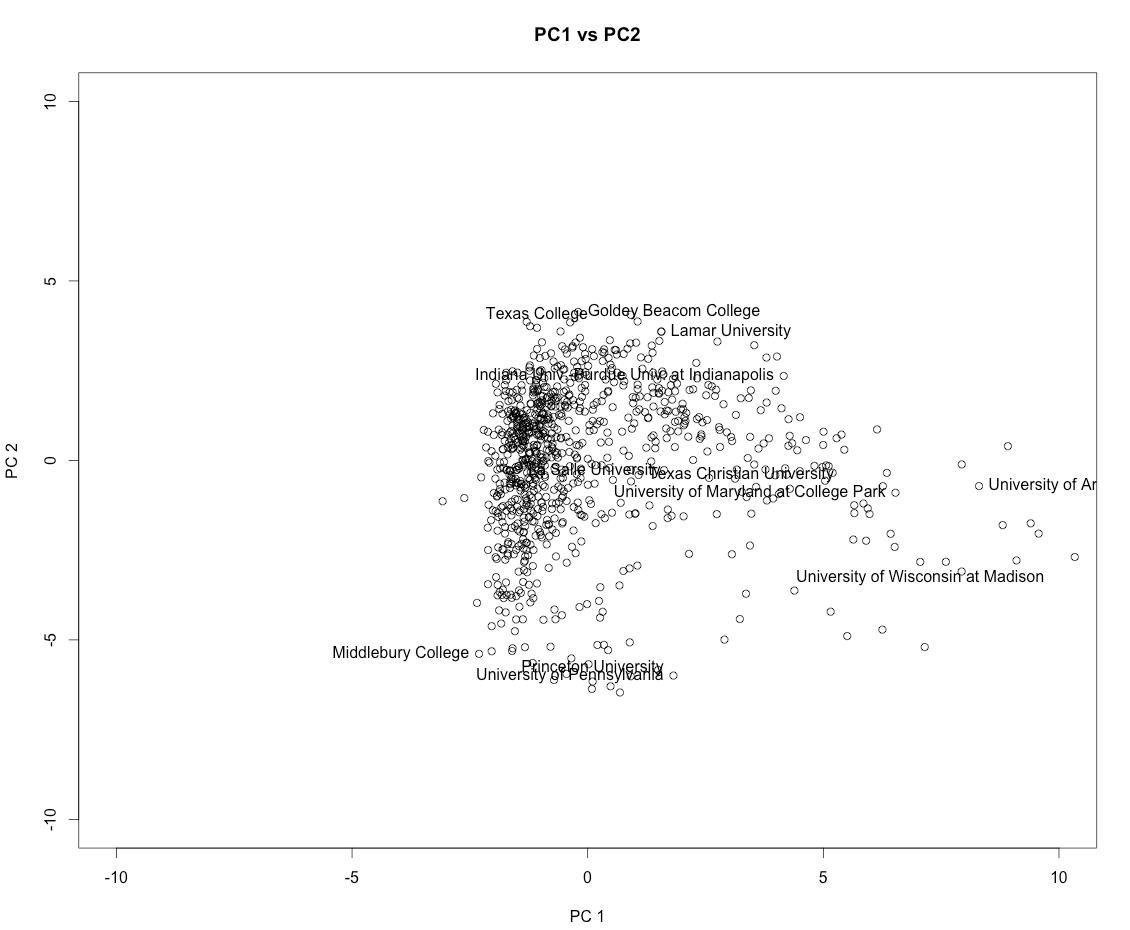 PC1 vs PC2
10
5
0
-5
-10
PC 2
Texas College
Goldey Beacom College
Lamar University
Indiana Univ.-Purdue Univ. at Indianapolis
La Salle University
Texas Christian University
University of Ar
University of Maryland at College Park
University of Wisconsin at Madison
Middlebury College
Princeton University
University of Pennsylvania
-10
-5
0
5
10
PC 1